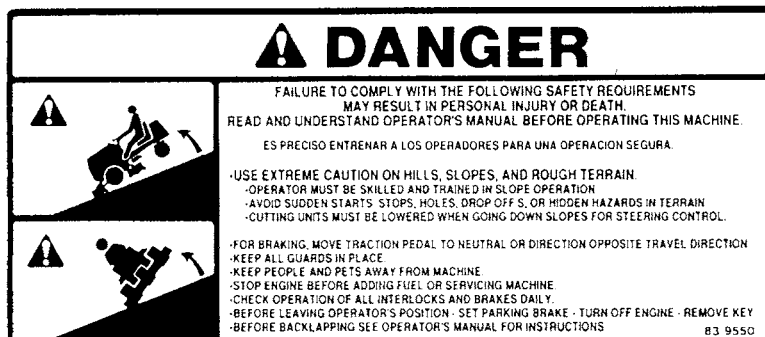 DANGER
FAILURE TO COMPLY WITH THE FOLLOWING SAFETY REQUIREMENTS
MAY RESULT IN PERSONAL INJURY OR DEATH.
READ AND UNDERSTAND OPERATOR'S MANUAL BEFORE OPERATING THIS MACHINE.
ES PRECISO ENTRENAR A LOS OPERADORES PARA UNA OPERACION SEGURA.
·USE EXTREME CAUTION ON HILLS, SLOPES, AND ROUGH TERRAIN.
·OPERATOR MUST BE SKILLED AND TRAINED IN SLOPE OPERATION
·AVOID SUDDEN STARTS STOPS, HOLES, DROP OFF S, OR HIDDEN HAZARDS IN TERRAIN
·CUTTING UNITS MUST BE LOWERED WHEN GOING DOWN SLOPES FOR STEERING CONTROL.
·FOR BRAKING, MOVE TRACTION PEDAL TO NEUTRAL OR DIRECTION OPPOSITE TRAVEL DIRECTION
·KEEP ALL GUARDS IN PLACE.
·KEEP PEOPLE AND PETS AWAY FROM MACHINE.
·STOP ENGINE BEFORE ADDING FUEL OR SERVICING MACHINE.
·CHECK OPERATION OF ALL INTERLOCKS AND BRAKES DAILY.
·BEFORE LEAVING OPERATOR'S POSITION - SET PARKING BRAKE - TURN OFF ENGINE - REMOVE KEY
·BEFORE BACKLAPPING SEE OPERATOR'S MANUAL FOR INSTRUCTIONS
83 9550